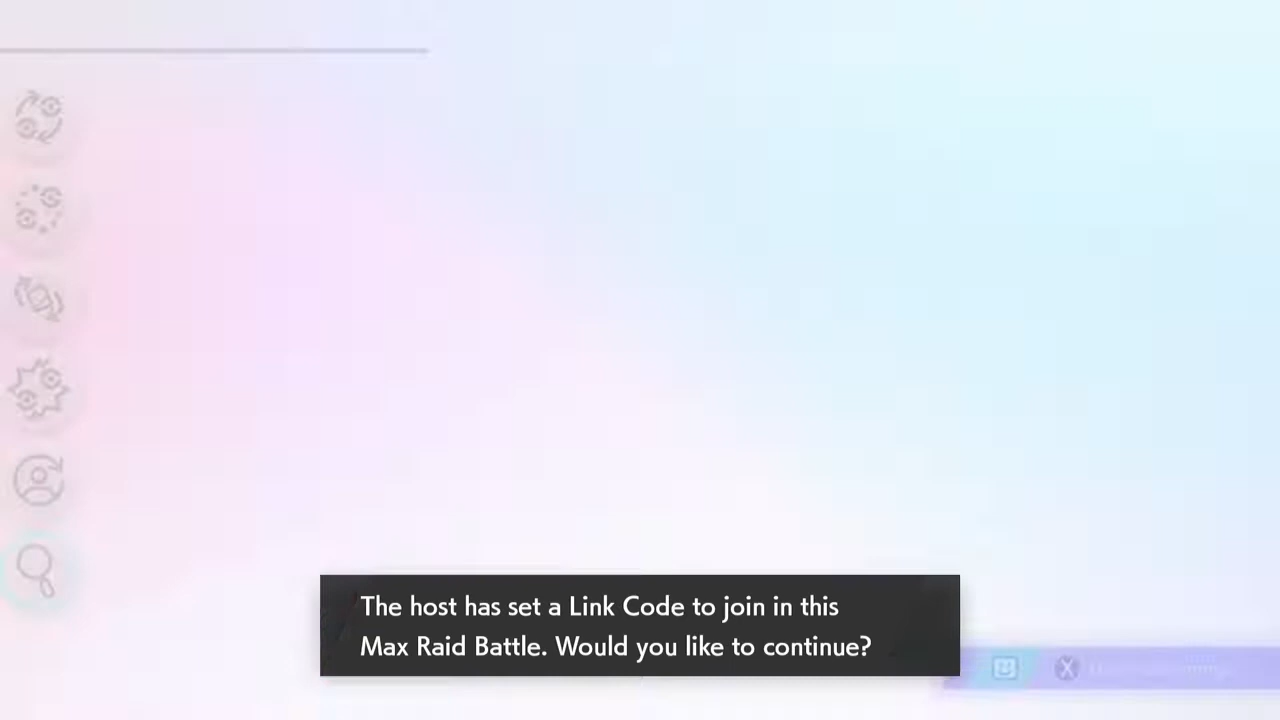 The host has set a Link Code to join in this
Max Raid Battle. Would you like to continue?
X